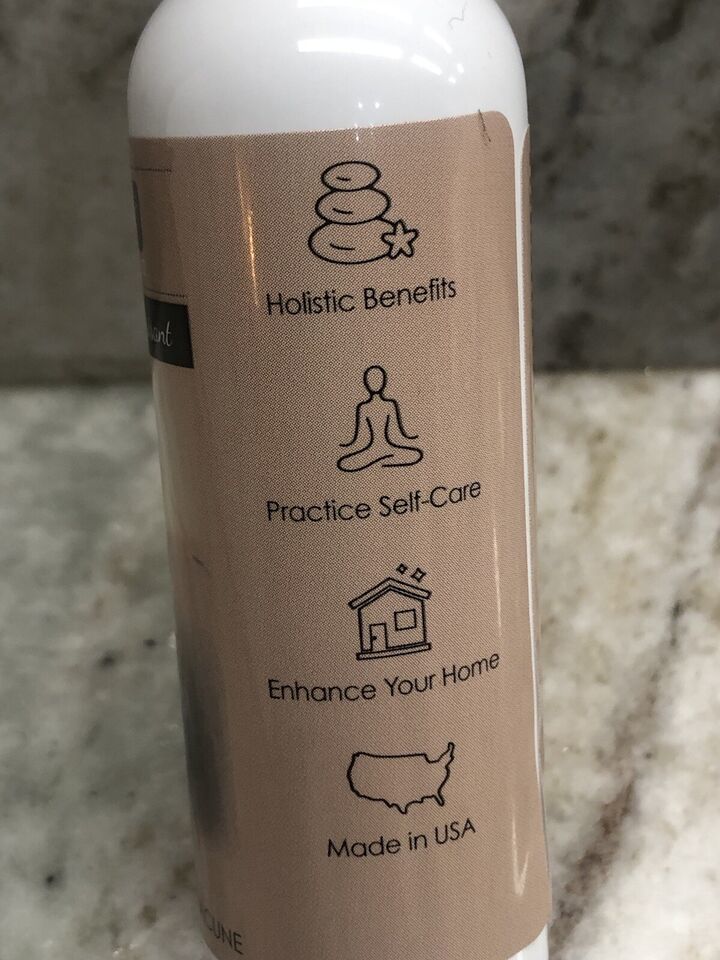 Holistic Benefits
Practice Self-Care
Enhance Your Home
Made in USA